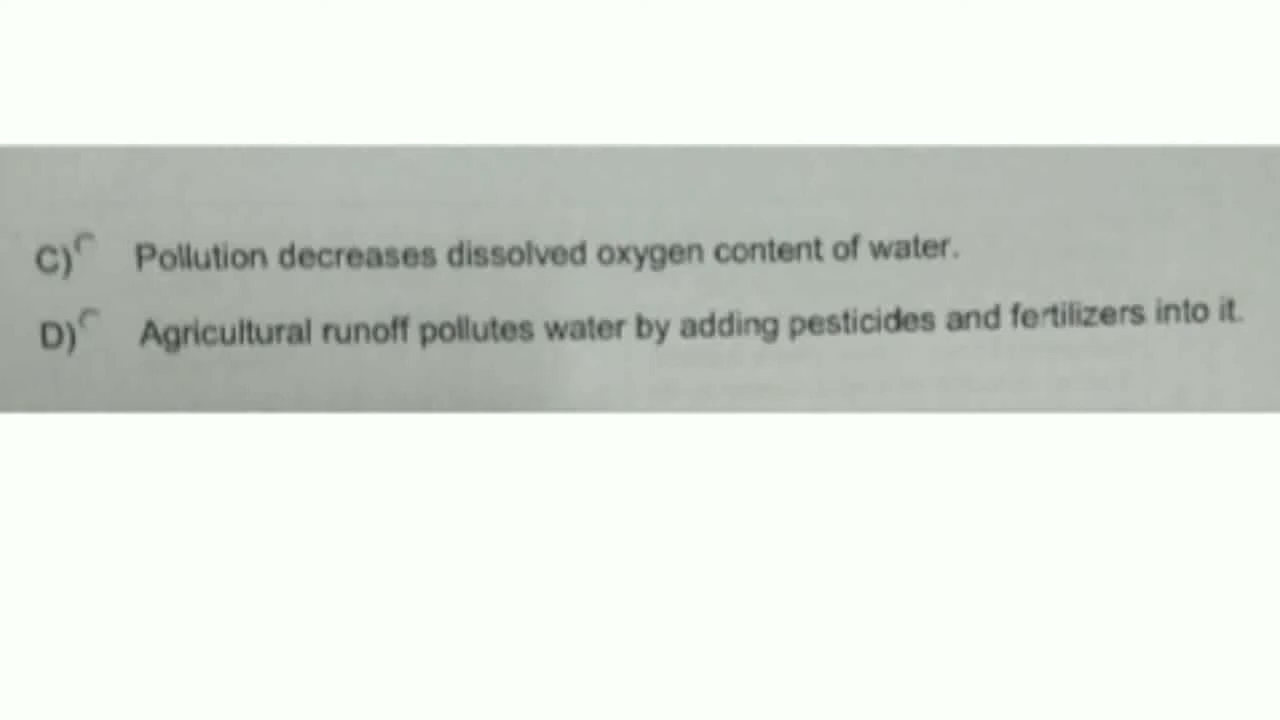 C) Pollution decreases dissolved oxygen content of water.
D) Agricultural runoff pollutes water by adding pesticides and fertilizers into it.